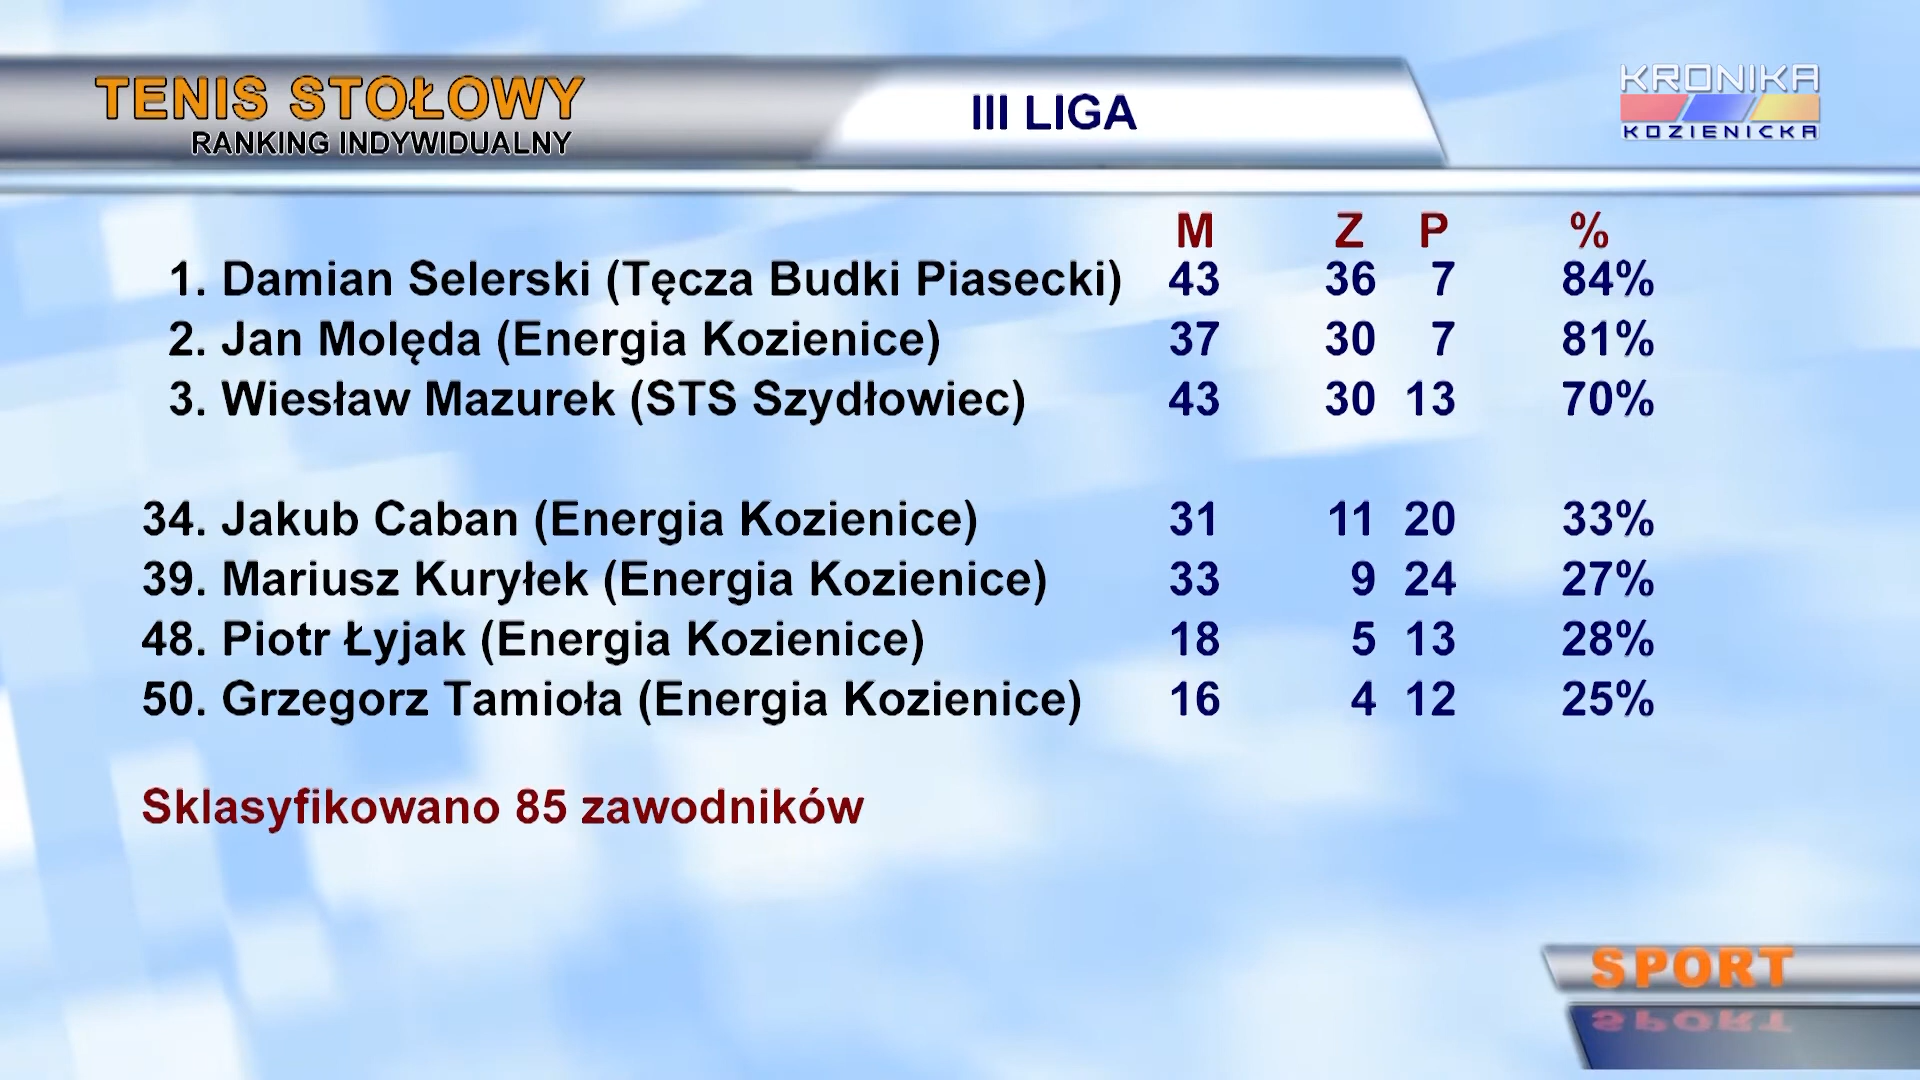 TENIS STOŁOWY
RANKING INDYWIDUALNY
III LIGA
KRONIKA
KOZIENICKA
M Z P %
1. Damian Selerski (Tęcza Budki Piasecki) 43 36 7 84%
2. Jan Molęda (Energia Kozienice) 37 30 7 81%
3. Wiesław Mazurek (STS Szydłowiec) 43 30 13 70%
34. Jakub Caban (Energia Kozienice) 31 11 20 33%
39. Mariusz Kuryłek (Energia Kozienice) 33 9 24 27%
48. Piotr Łyjak (Energia Kozienice) 18 5 13 28%
50. Grzegorz Tamioła (Energia Kozienice) 16 4 12 25%
Sklasyfikowano 85 zawodników
SPORT